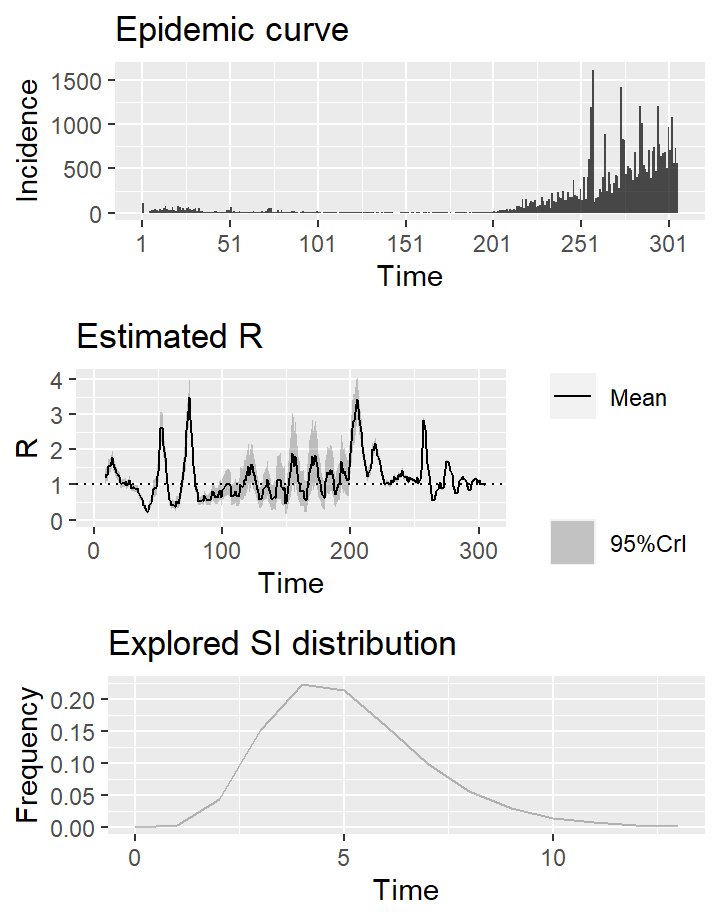 Epidemic curve
1500
1000
500
0
Incidence
1 51 101 151 201 251 301
Time
Estimated R
4
3
2
1
0
R
0 100 200 300
Time
Mean
95%CrI
Explored SI distribution
0.20
0.15
0.10
0.05
0.00
Frequency
0 5 10
Time